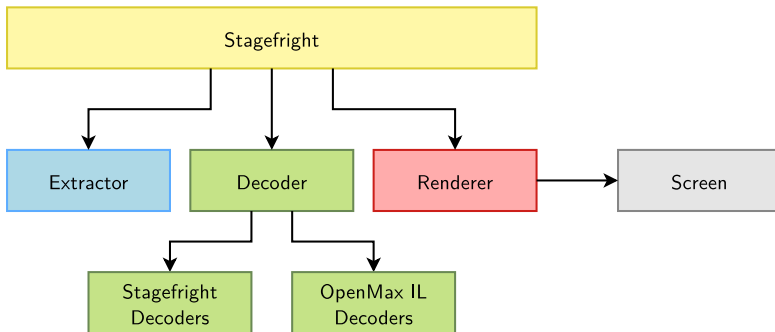 Stagefright
Extractor
Decoder
Renderer
Screen
Stagefright
Decoders
OpenMax IL
Decoders